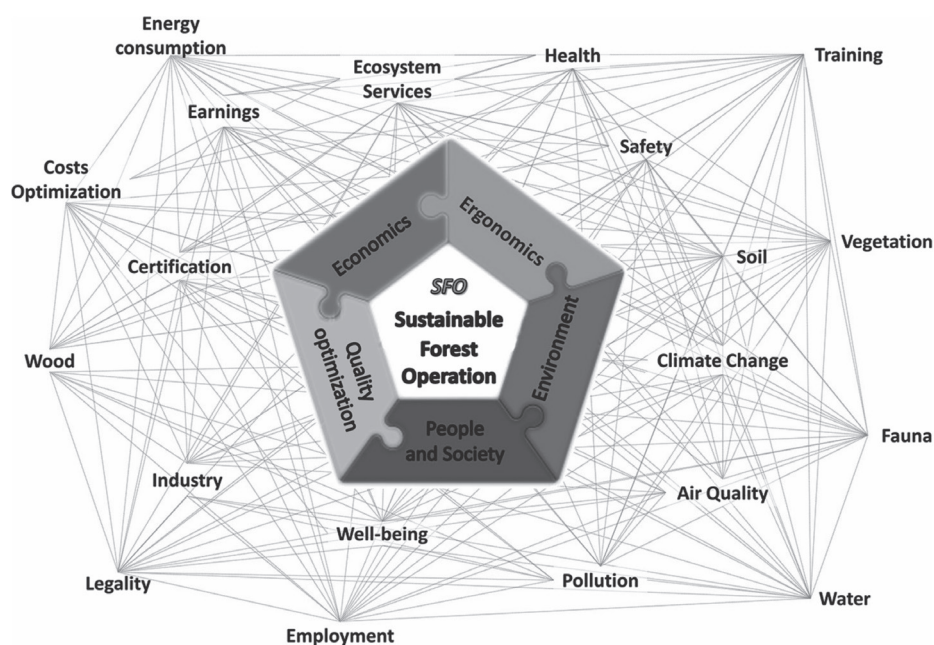 Energy
consumption
Health
Training
Ecosystem
Services
Earnings
Safety
Costs
Optimization
Certification
Soil
Vegetation
Economics
Ergonomics
SFO
Sustainable
Forest
Operation
Quality
optimization
Environment
People
and Society
Wood
Climate Change
Fauna
Industry
Air Quality
Well-being
Legality
Pollution
Water
Employment